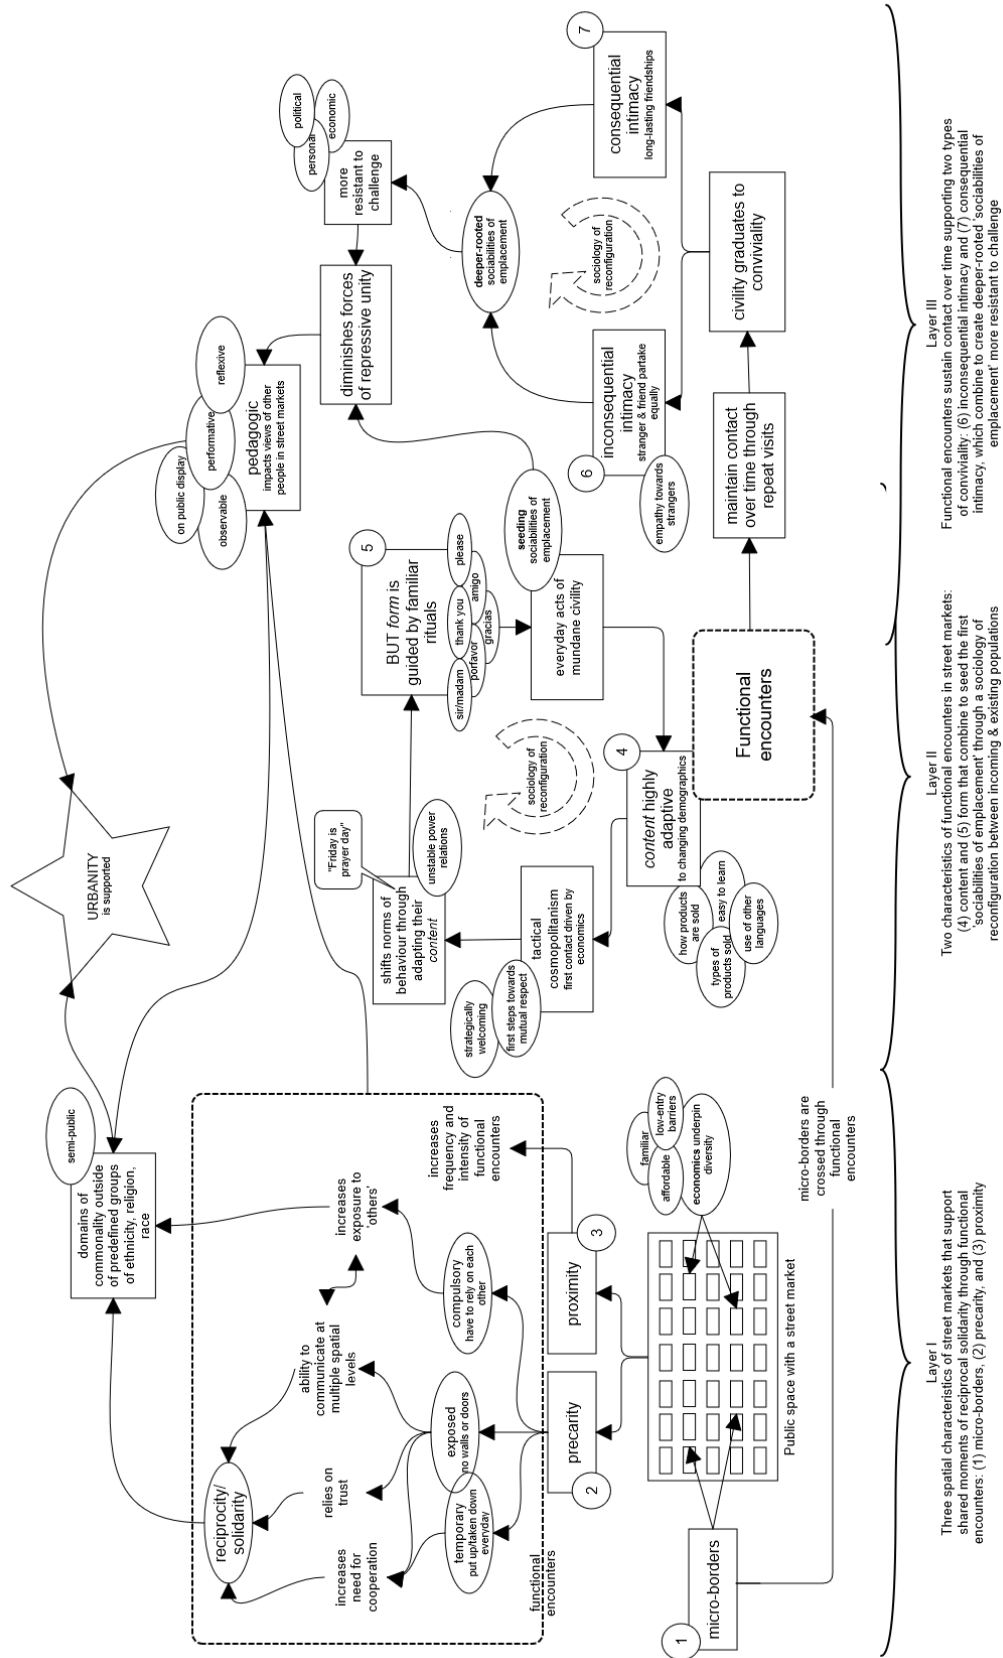 URBANITY
is supported
semi-public
domains of
commonality outside
of predefined groups
of ethnicity, religion,
race
on public display
performative
observable
reflexive
pedagogic
impacts views of other
people in street markets
political
personal
economic
more
resistant to
challenge
diminishes forces
of repressive unity
reciprocity/
solidarity
increases
need for
cooperation
relies on
trust
ability to
communicate at
multiple spatial
levels
increases
exposure to
'others'
increases
frequency and
intensity of
functional
encounters
temporary
put up/taken down
everyday
exposed
no walls or doors
compulsory
have to rely on each
other
functional
encounters
2
precarity
3
proximity
familiar
affordable
low-entry
barriers
economics underpin
diversity
Public space with a street market
1
micro-borders
micro-borders are
crossed through
functional
encounters
"Friday is
prayer day"
shifts norms of
behaviour through
adapting their
content
unstable power
relations
strategically
welcoming
first steps towards
mutual respect
tactical
cosmopolitanism
first contact driven by
economics
sociology of
reconfiguration
5
BUT form is
guided by familiar
rituals
sir/madam
thank you
please
porfavor
amigo
gracias
seeding
sociabilities of
emplacement
everyday acts of
mundane civility
4
content highly
adaptive
to changing demographics
how products
are sold
easy to learn
types of
products sold
use of other
languages
Functional
encounters
maintain contact
over time through
repeat visits
civility graduates to
conviviality
6
inconsequential
intimacy
stranger & friend partake
equally
empathy towards
strangers
7
consequential
intimacy
long-lasting friendships
deeper-rooted
sociabilities of
emplacement
sociology of
reconfiguration
Layer I
Three spatial characteristics of street markets that support
shared moments of reciprocal solidarity through functional
encounters: (1) micro-borders, (2) precarity, and (3) proximity
Layer II
Two characteristics of functional encounters in street markets:
(4) content and (5) form that combine to seed the first
'sociabilities of emplacement' through a sociology of
reconfiguration between incoming & existing populations
Layer III
Functional encounters sustain contact over time supporting two types
of conviviality: (6) inconsequential intimacy and (7) consequential
intimacy, which combine to create deeper-rooted 'sociabilities of
emplacement' more resistant to challenge